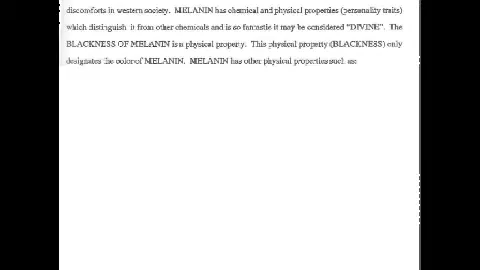 discomforts in western society. MELANIN has chemical and physical properties (personality traits)
which distinguish it from other chemicals and is so fantastic it may be considered "DIVINE". The
BLACKNESS OF MELANIN is a physical property. This physical property (BLACKNESS) only
designates the color of MELANIN. MELANIN has other physical properties such as: